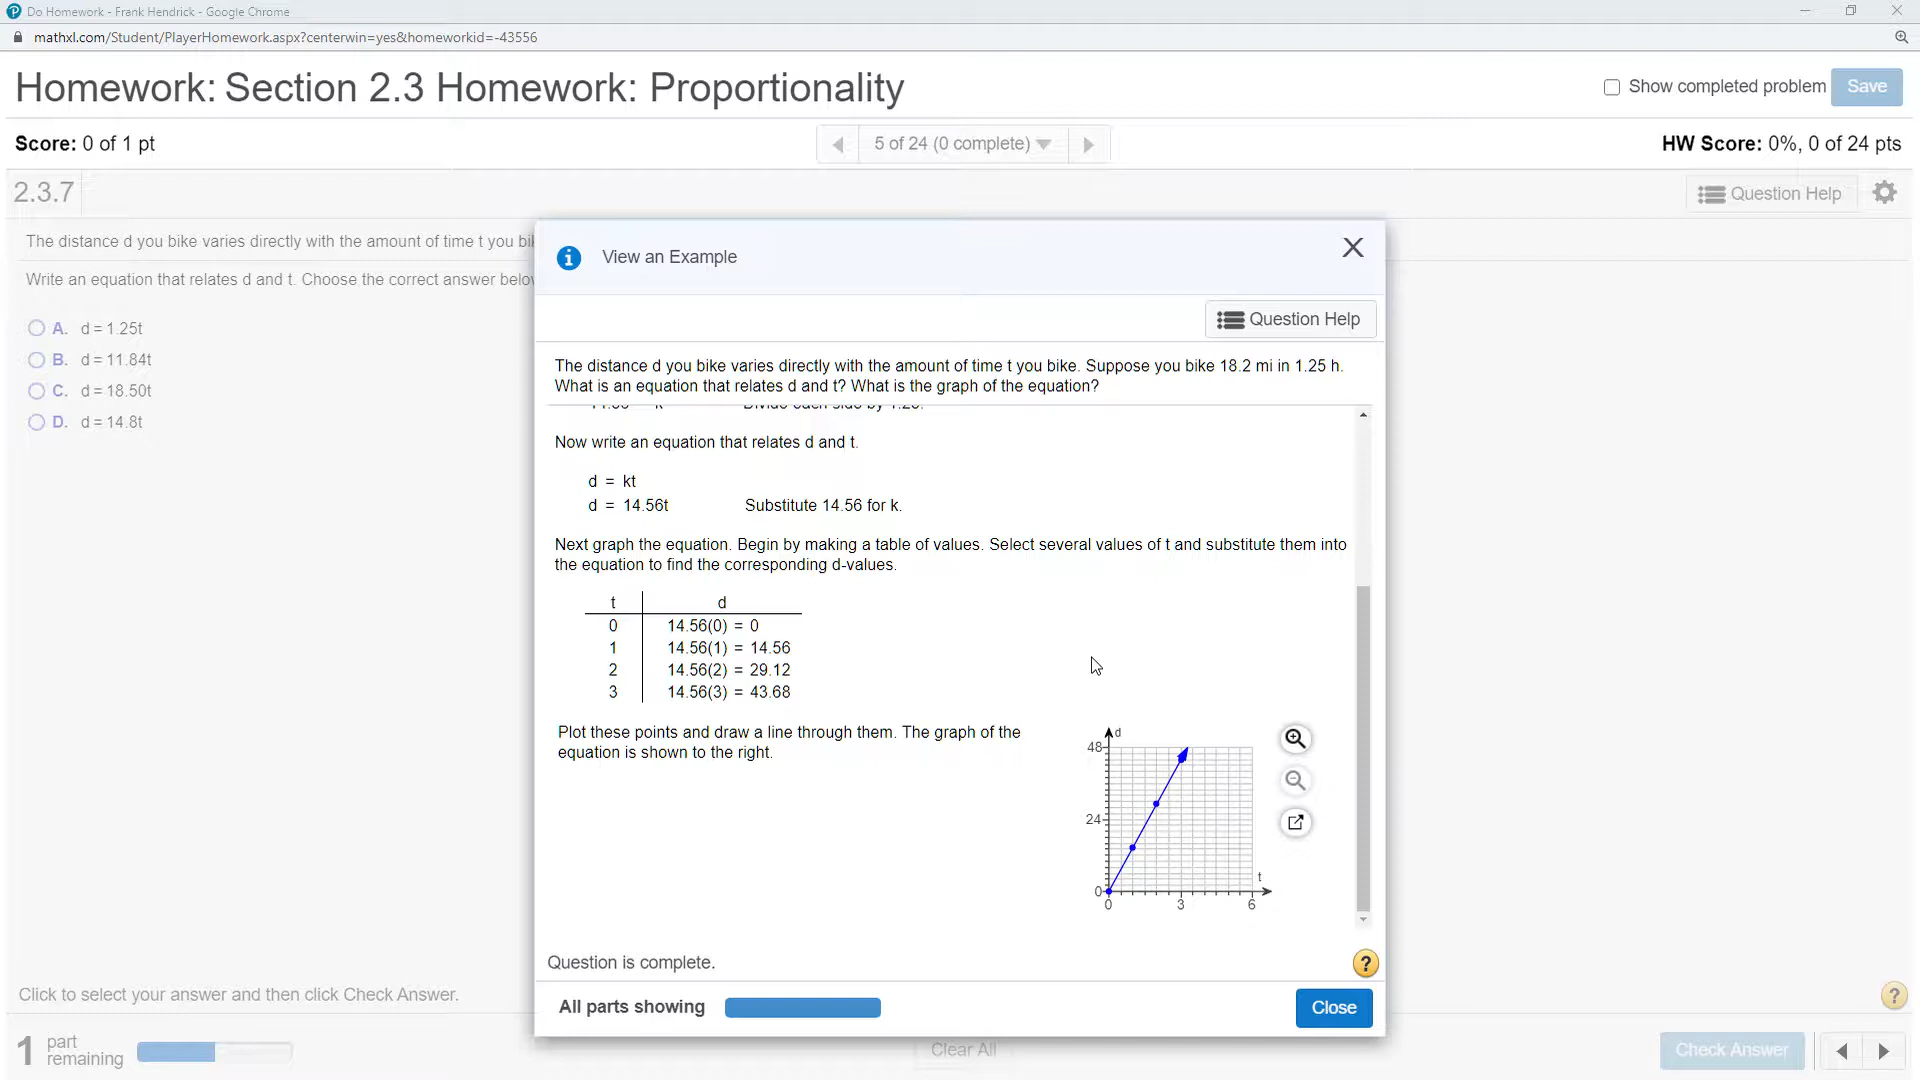 Do Homework - Frank Hendrick - Google Chrome
mathxl.com/Student/PlayerHomework.aspx?centerwin=yes&homeworkid=-43556
Homework: Section 2.3 Homework: Proportionality
Show completed problem
Save
Score: 0 of 1 pt
5 of 24 (0 complete)
HW Score: 0%, 0 of 24 pts
2.3.7
Question Help
The distance d you bike varies directly with the amount of time t you
Write an equation that relates d and t. Choose the correct answer
A. d = 1.25t
B. d = 11.84t
C. d = 18.50t
D. d = 14.8t
View an Example
Question Help
The distance d you bike varies directly with the amount of time t you bike. Suppose you bike 18.2 mi in 1.25 h.
What is an equation that relates d and t? What is the graph of the equation?
Now write an equation that relates d and t.
d = kt
d = 14.56t Substitute 14.56 for k.
Next graph the equation. Begin by making a table of values. Select several values of t and substitute them into
the equation to find the corresponding d-values.
t d
0 14.56(0) = 0
1 14.56(1) = 14.56
2 14.56(2) = 29.12
3 14.56(3) = 43.68
Plot these points and draw a line through them. The graph of the
equation is shown to the right.
d
48
24
0
t
0 3 6
Question is complete.
?
All parts showing
Close
Click to select your answer and then click Check Answer.
?
1 part
remaining
Clear All
Check Answer